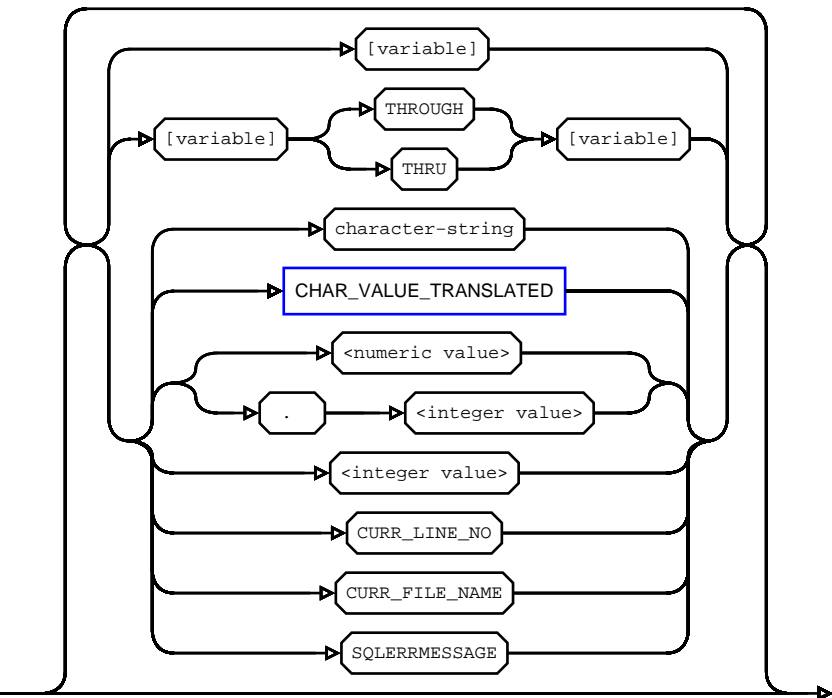 [variable]
THROUGH
[variable]
[variable]
THRU
character-string
CHAR_VALUE_TRANSLATED
<numeric value>
.
<integer value>
<integer value>
CURR_LINE_NO
CURR_FILE_NAME
SQLERRMESSAGE